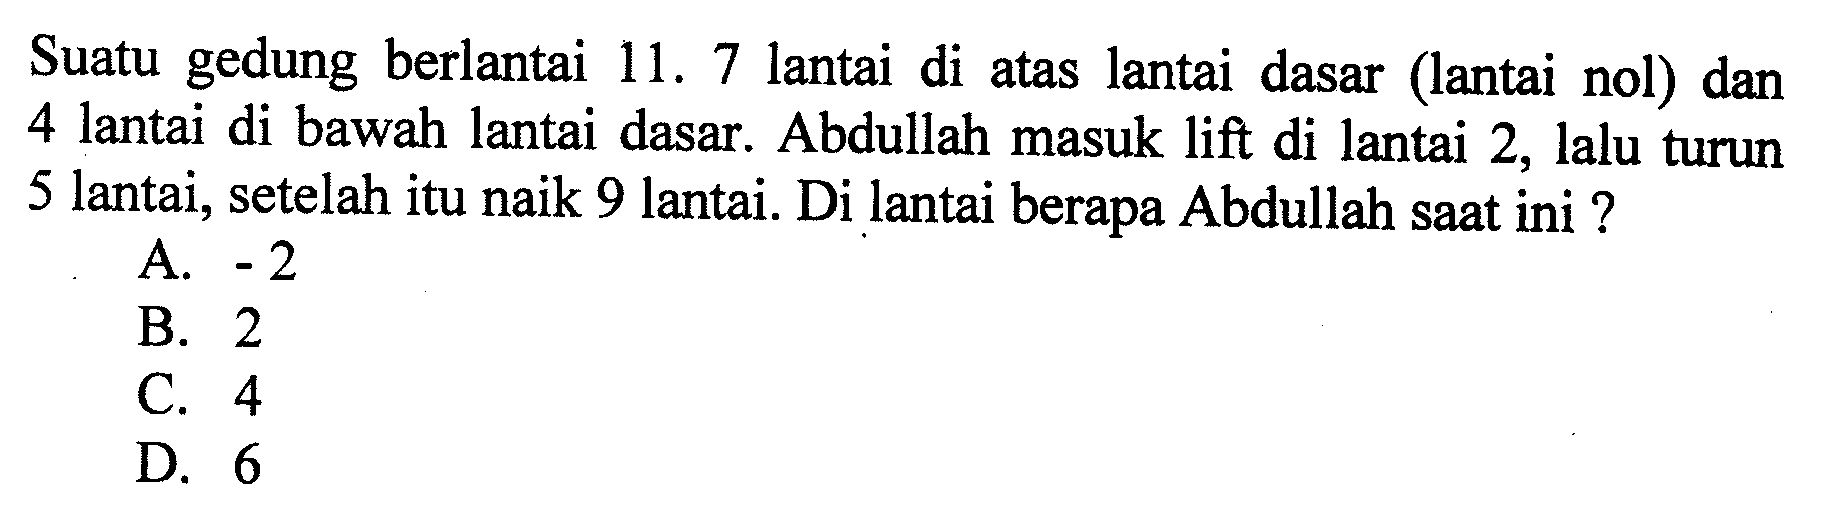 Suatu gedung berlantai 11. 7 lantai di atas lantai dasar (lantai nol) dan
4 lantai di bawah lantai dasar. Abdullah masuk lift di lantai 2, lalu turun
5 lantai, setelah itu naik 9 lantai. Di lantai berapa Abdullah saat ini ?
A. - 2
B. 2
C. 4
D. 6